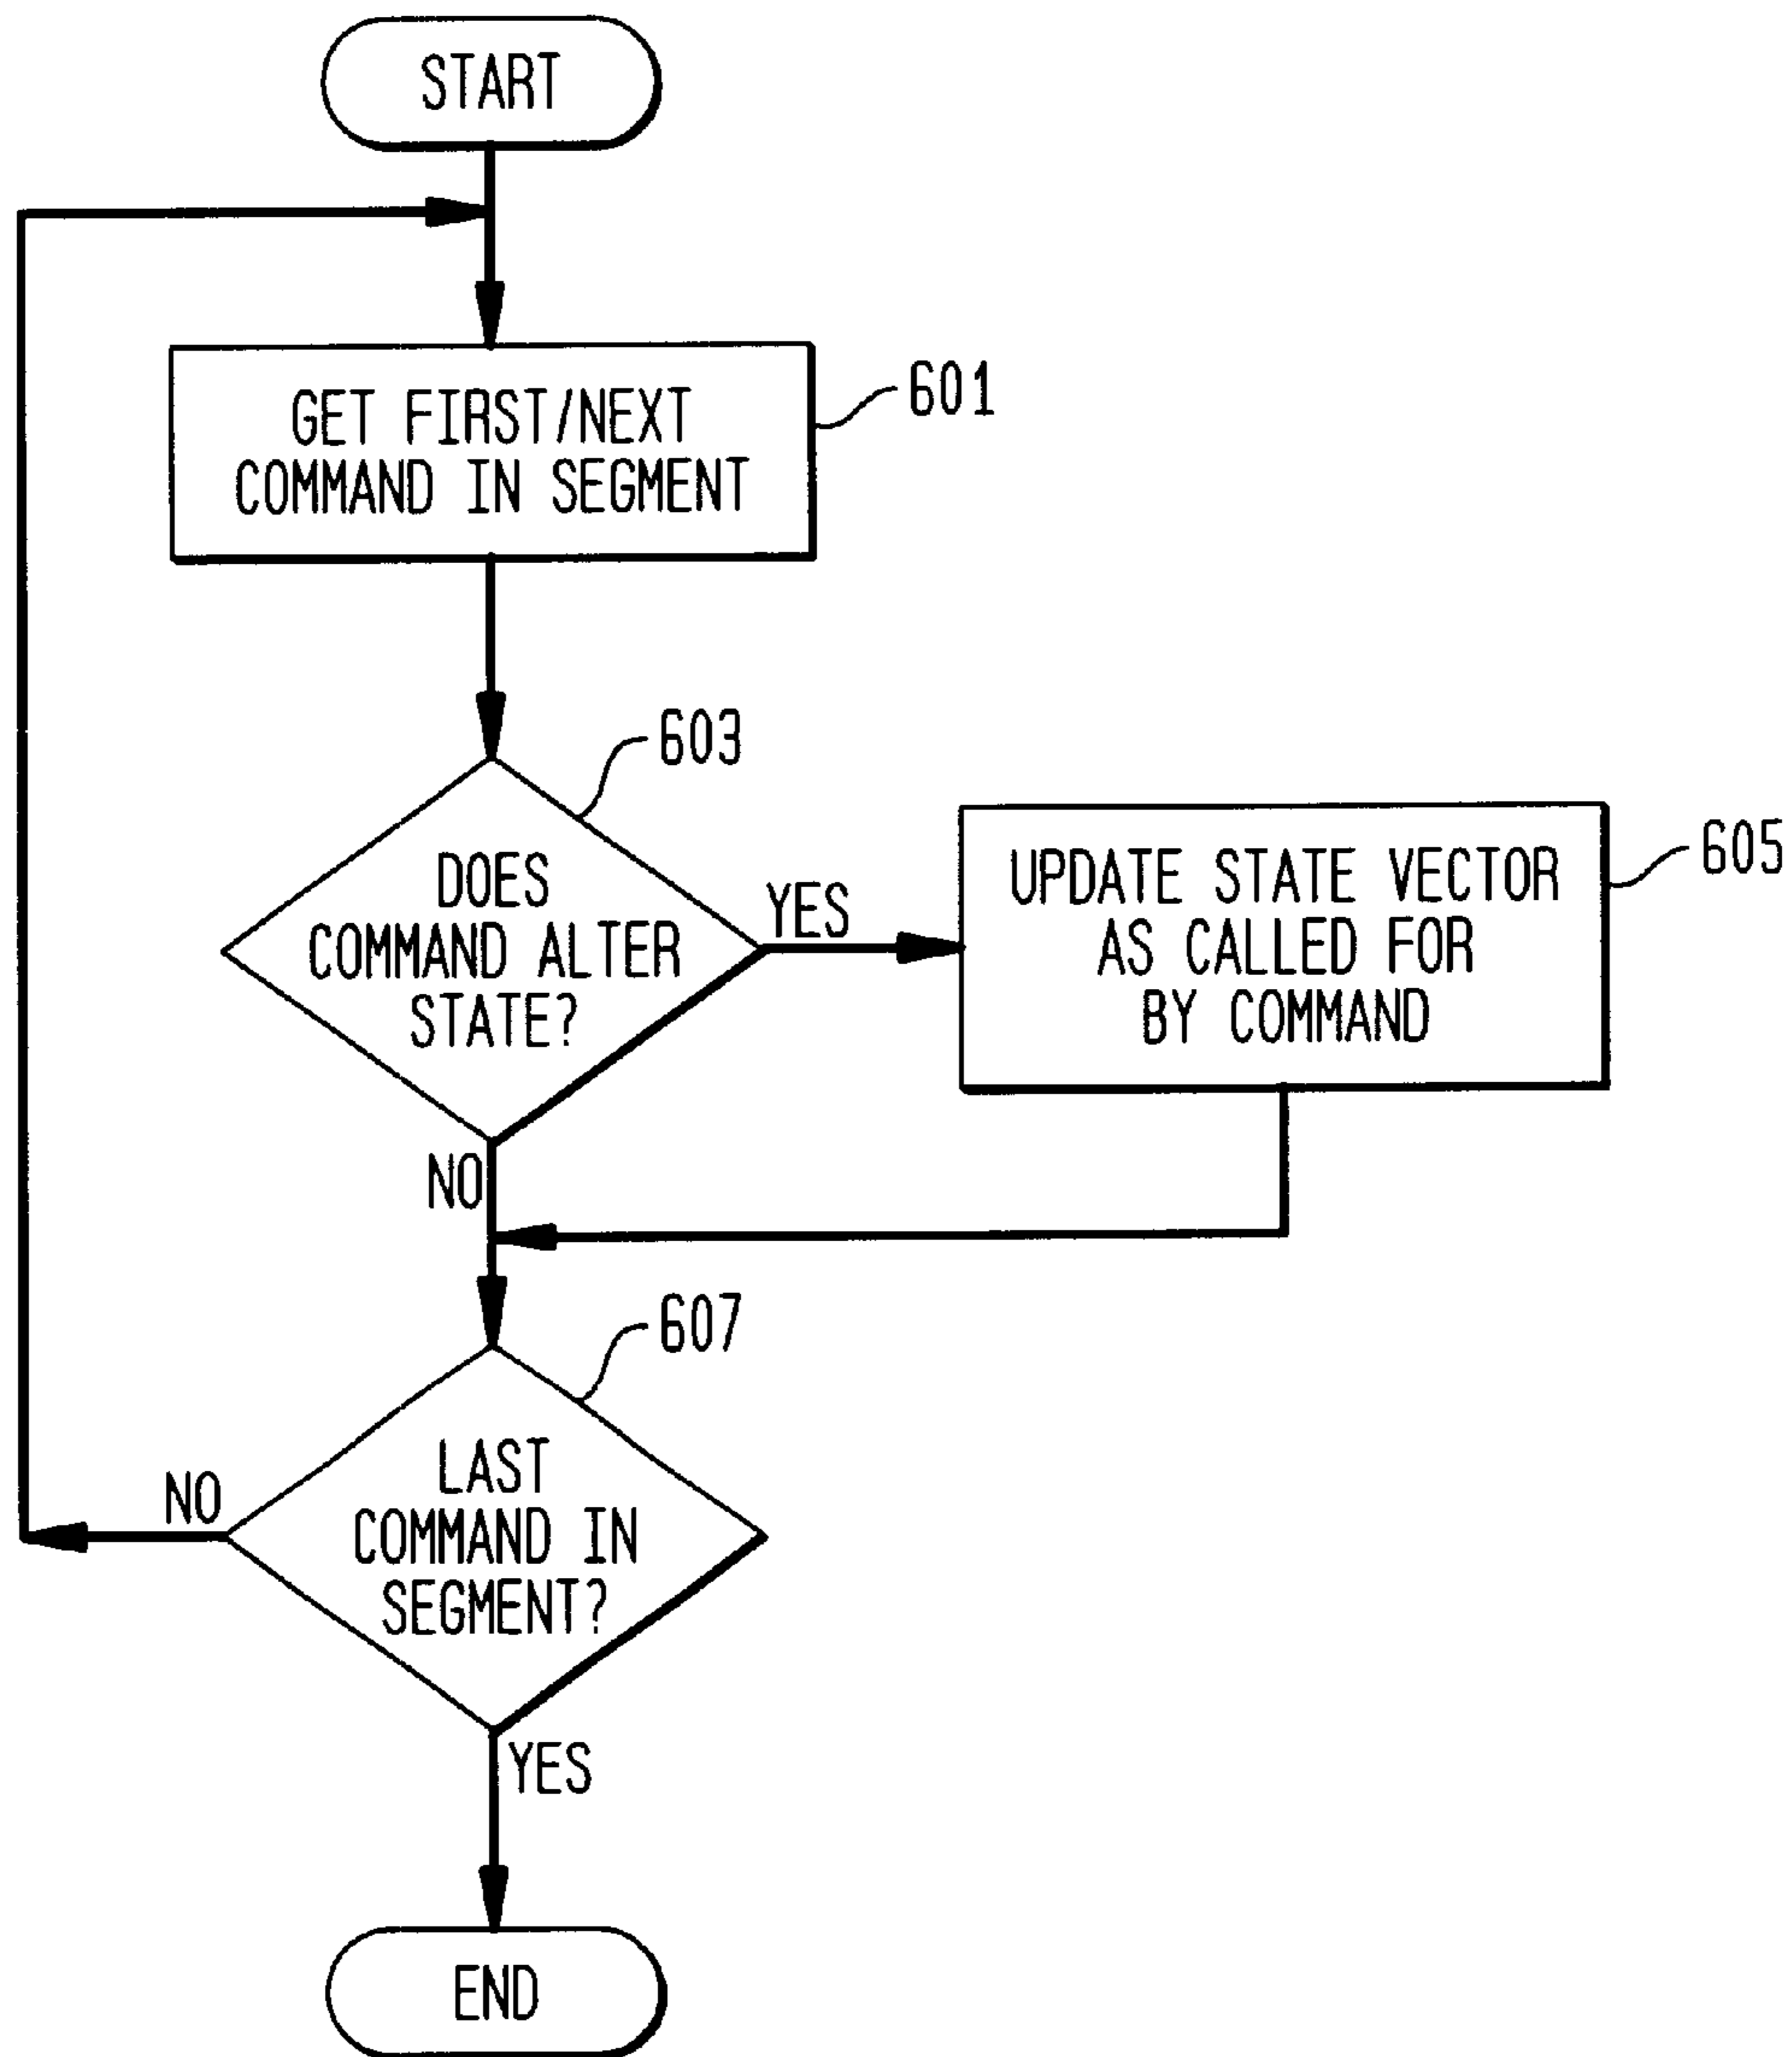 START
GET FIRST/NEXT
COMMAND IN SEGMENT
601
603
DOES
COMMAND ALTER
STATE?
YES
UPDATE STATE VECTOR
AS CALLED FOR
BY COMMAND
605
NO
607
LAST
COMMAND IN
SEGMENT?
NO
YES
END